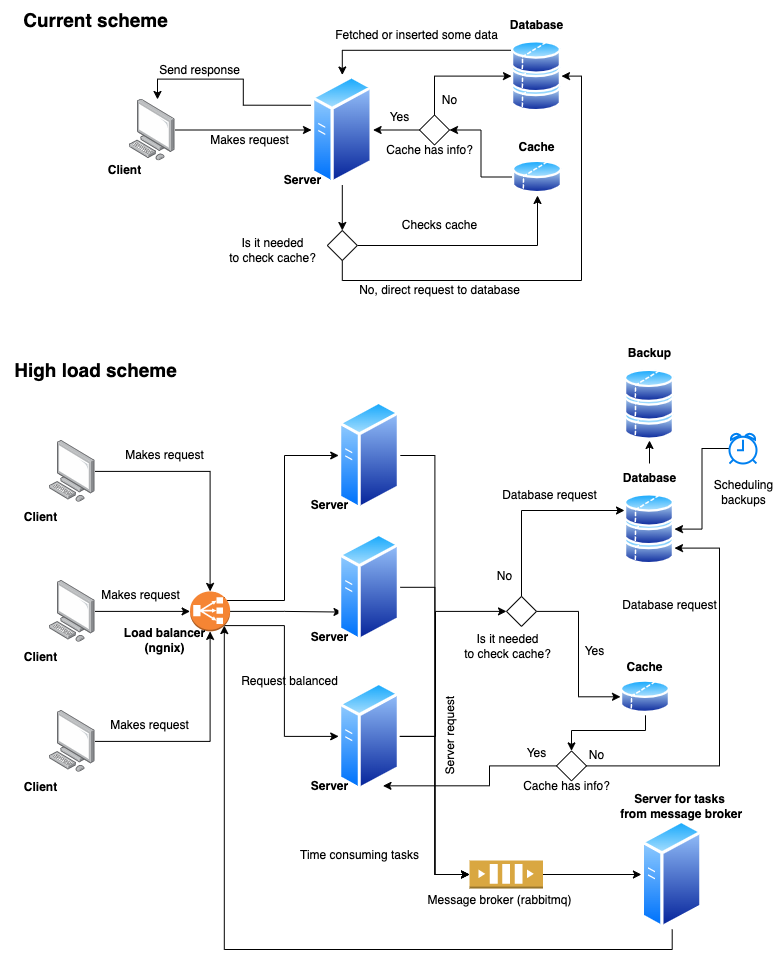 Current scheme
Database
Fetched or inserted some data
Send response
No
Yes
Makes request
Cache has info?
Cache
Client
Server
Checks cache
Is it needed
to check cache?
No, direct request to database
High load scheme
Backup
Makes request
Database
Scheduling
backups
Database request
Server
Client
No
Makes request
Database request
Load balancer
(ngnix)
Server
Is it needed
to check cache?
Yes
Client
Cache
Request balanced
Makes request
Server request
Yes
No
Client
Server
Cache has info?
Server for tasks
from message broker
Time consuming tasks
Message broker (rabbitmq)